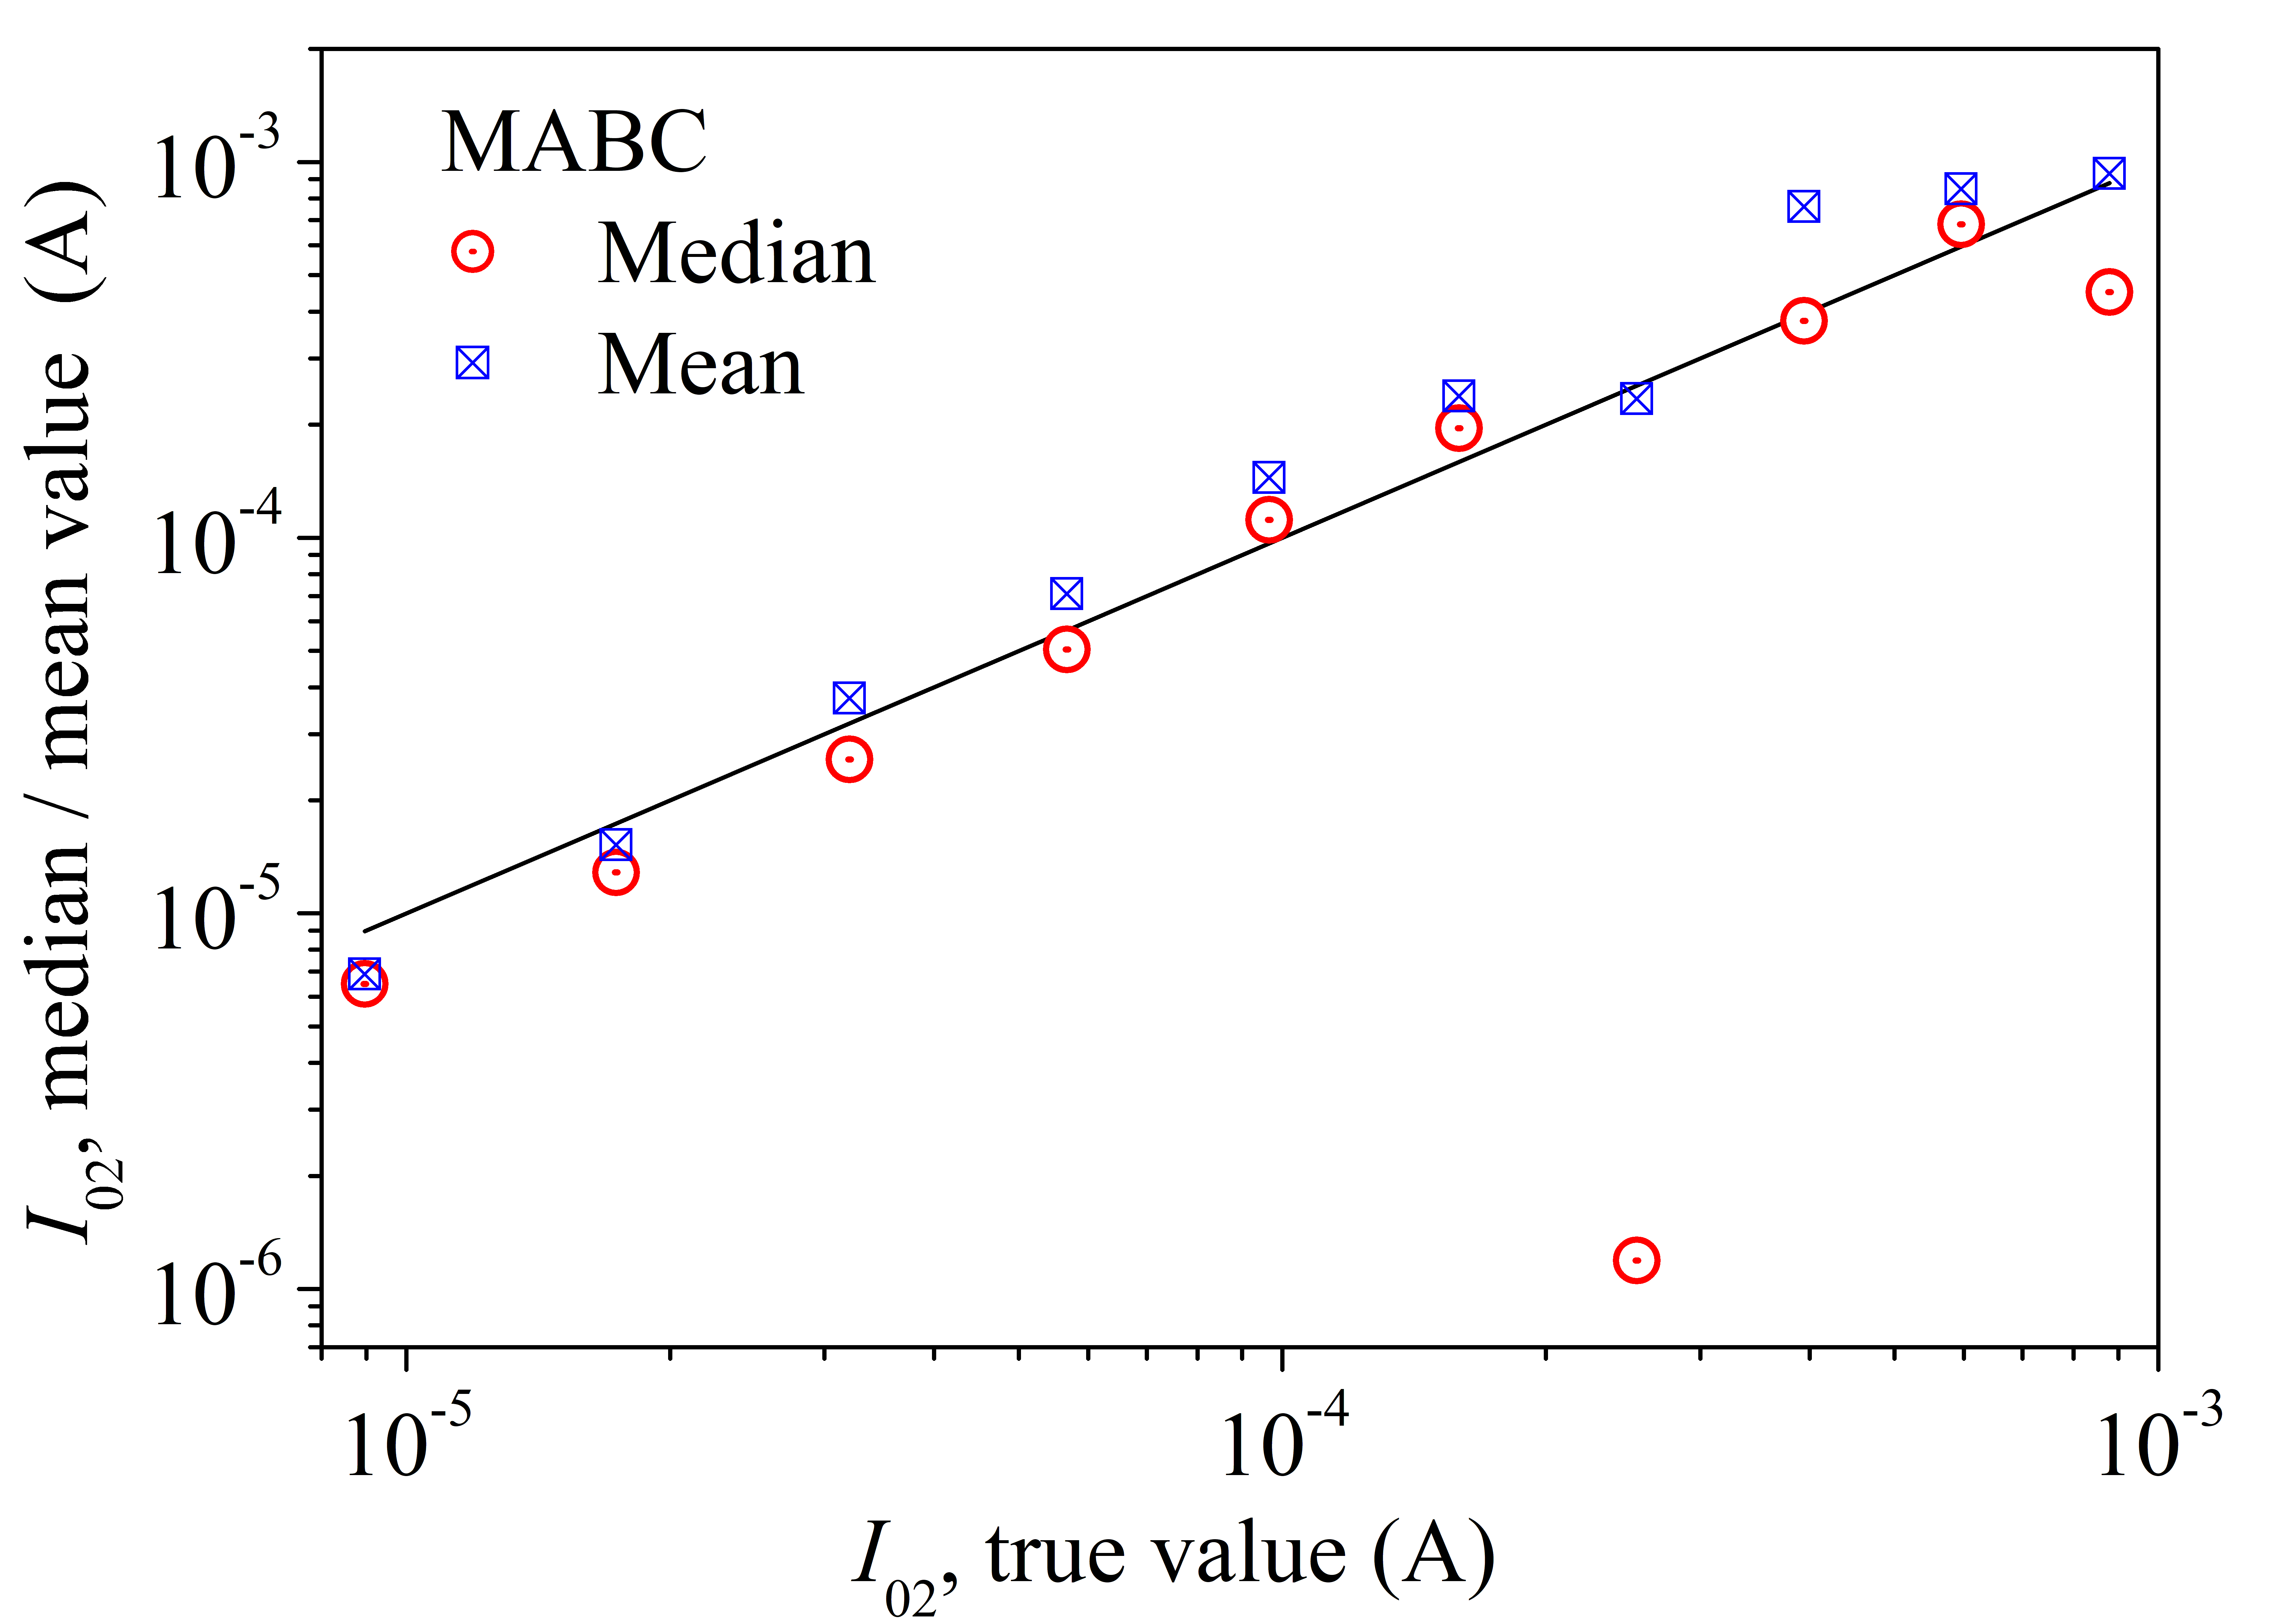 MABC
Median
Mean
I02, median / mean value (A)
10-3
10-4
10-5
10-6
10-5
10-4
10-3
I02, true value (A)